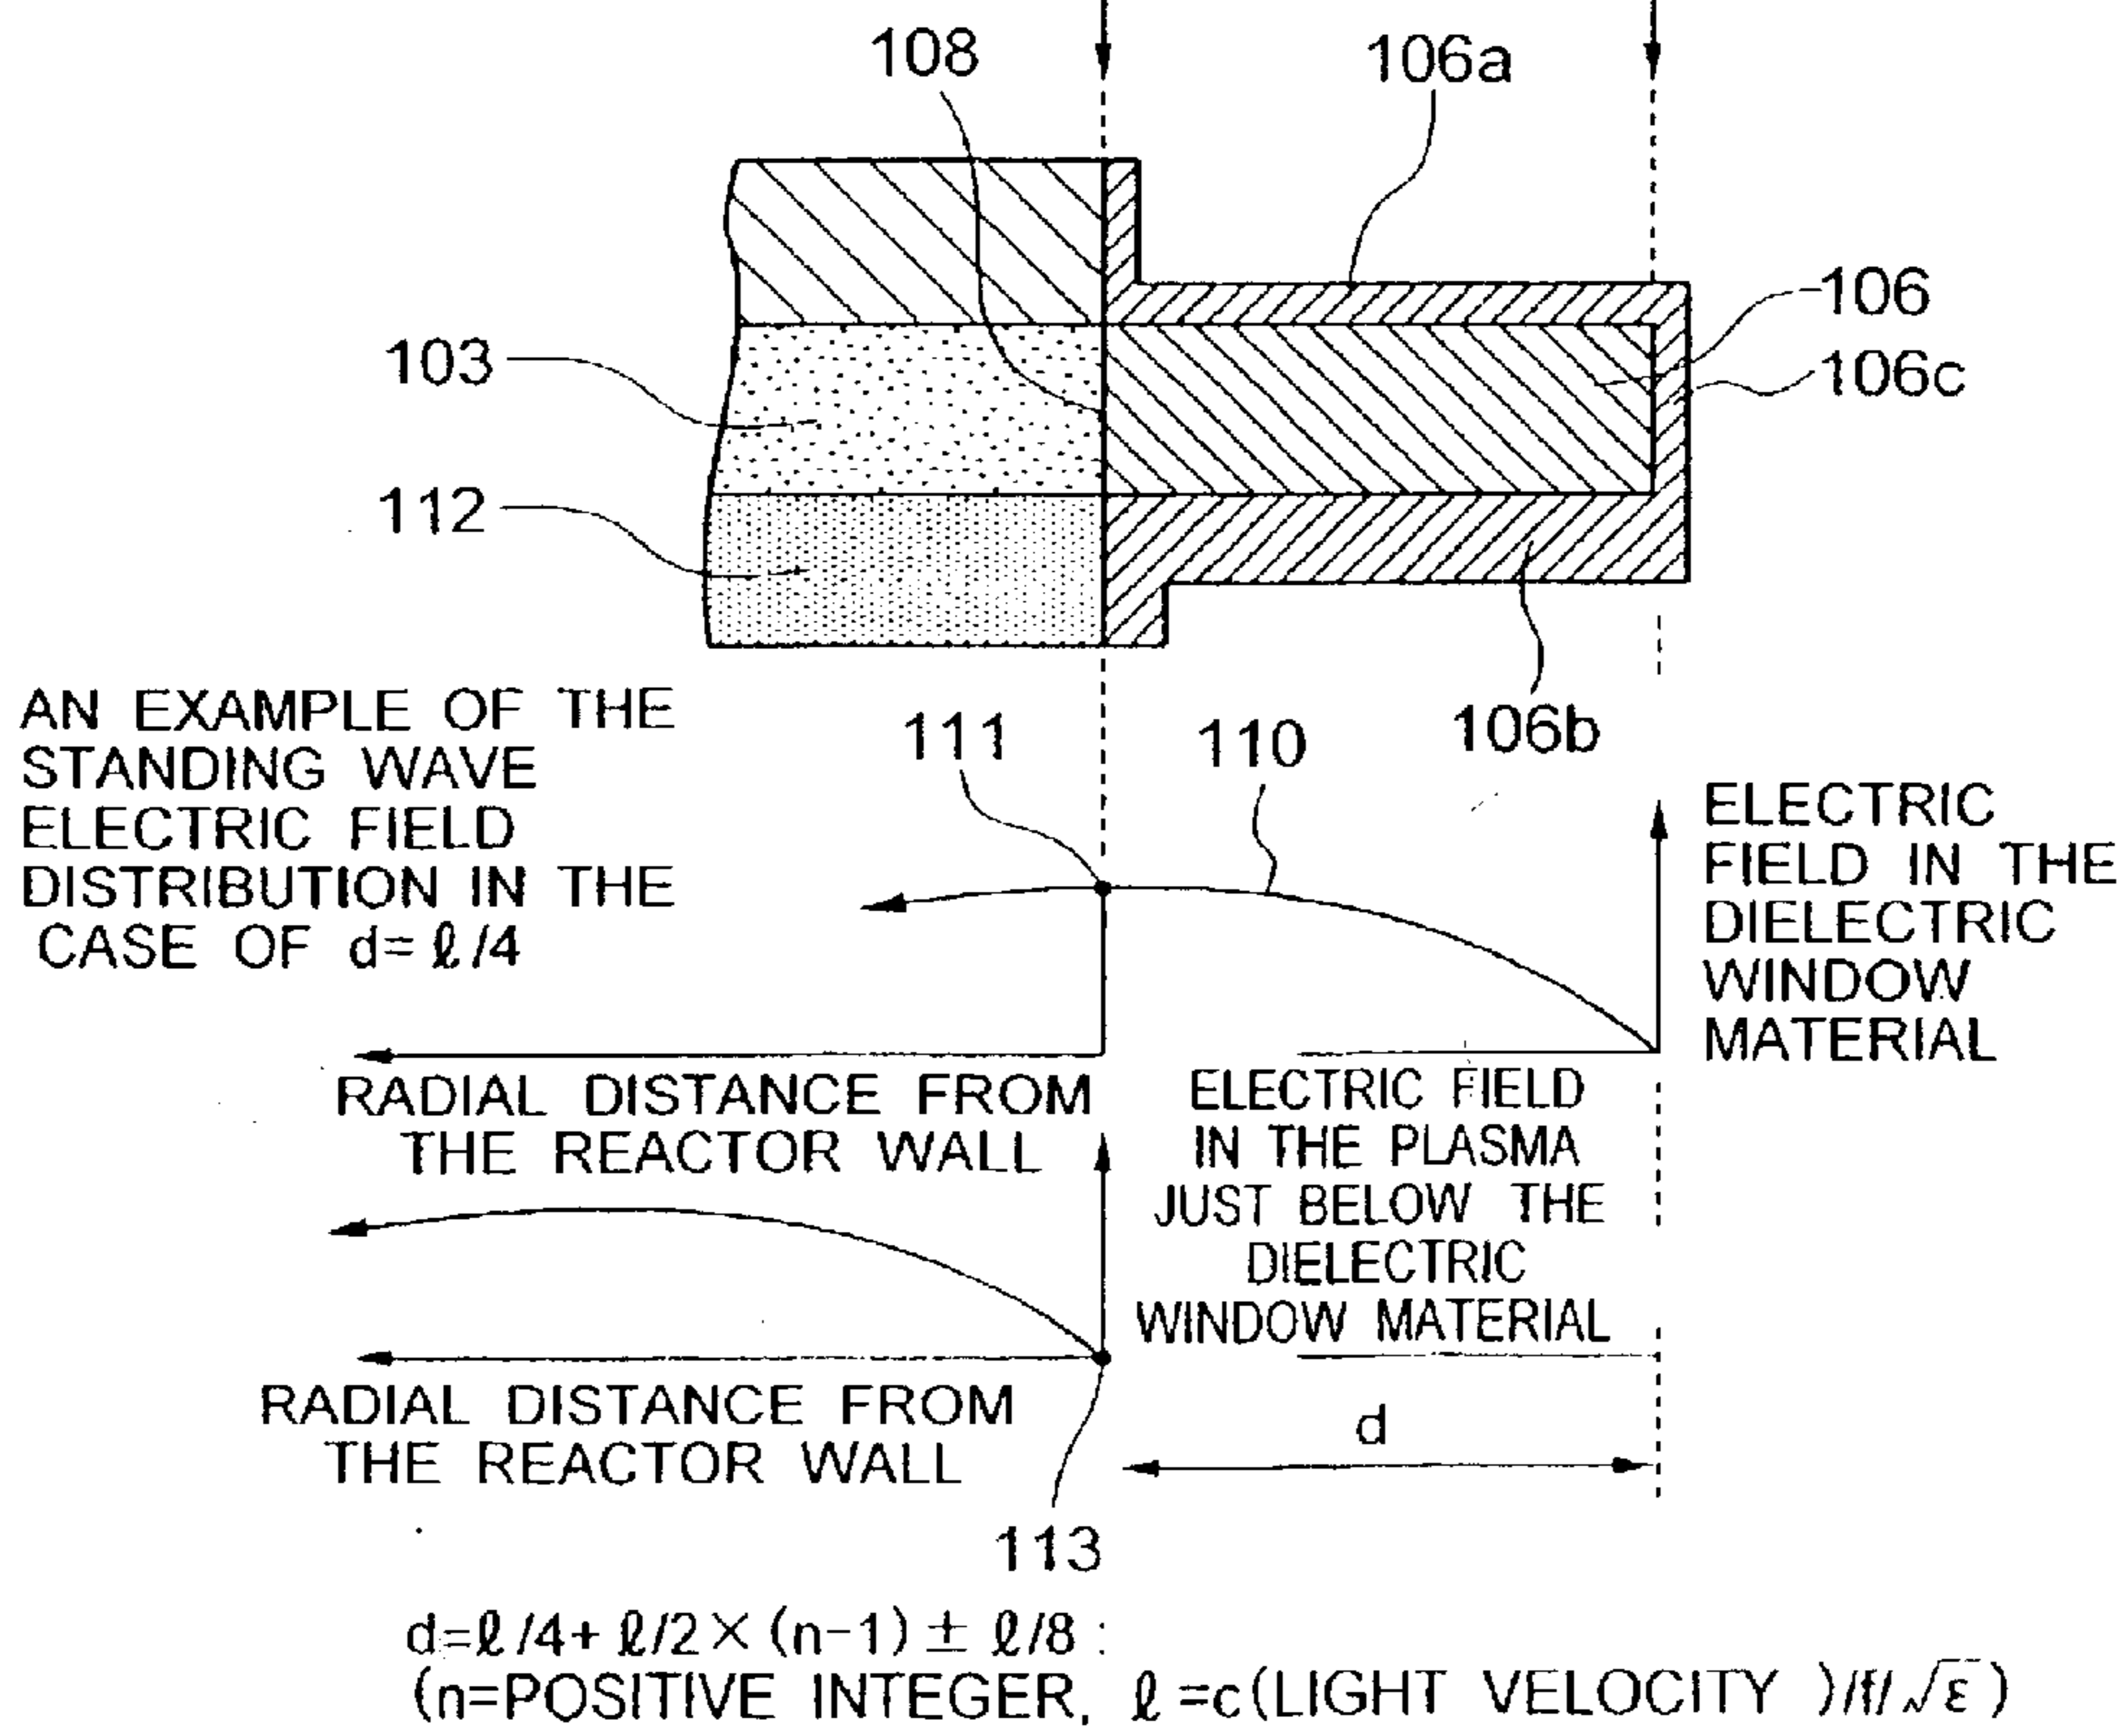 108
106a
106
103
106c
112
106b
AN EXAMPLE OF THE
STANDING WAVE
ELECTRIC FIELD
DISTRIBUTION IN THE
CASE OF d=ℓ/4
111
110
ELECTRIC
FIELD IN THE
DIELECTRIC
WINDOW
MATERIAL
RADIAL DISTANCE FROM
THE REACTOR WALL
ELECTRIC FIELD
IN THE PLASMA
JUST BELOW THE
DIELECTRIC
WINDOW MATERIAL
RADIAL DISTANCE FROM
THE REACTOR WALL
d
113
d=ℓ/4+ℓ/2×(n-1)±ℓ/8:
(n=POSITIVE INTEGER, ℓ=c(LIGHT VELOCITY)/f/√ε)